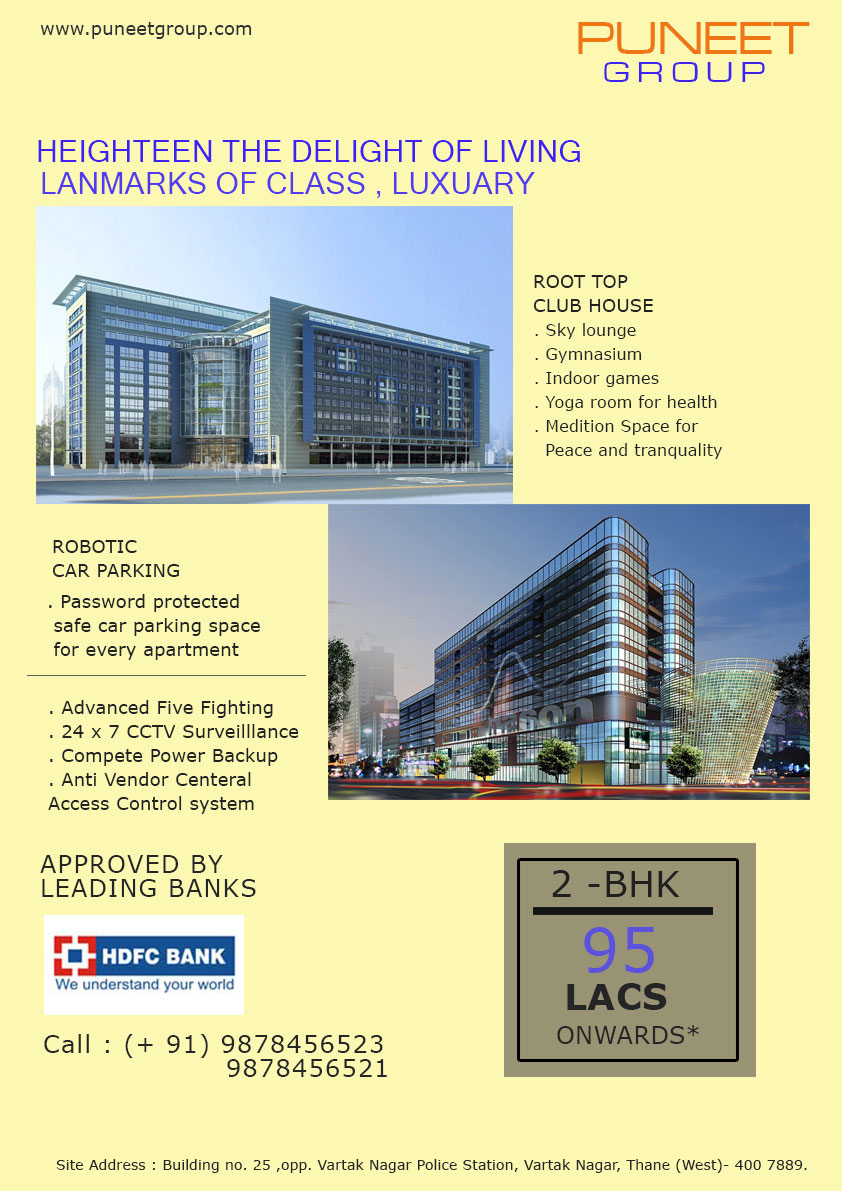 www.puneetgroup.com
PUNEET
GROUP
HEIGHTEEN THE DELIGHT OF LIVING
LANMARKS OF CLASS , LUXUARY
ROOT TOP
CLUB HOUSE
. Sky lounge
. Gymnasium
. Indoor games
. Yoga room for health
. Medition Space for
Peace and tranquality
ROBOTIC
CAR PARKING
. Password protected
safe car parking space
for every apartment
. Advanced Five Fighting
. 24 x 7 CCTV Surveilllance
. Compete Power Backup
. Anti Vendor Centeral
Access Control system
APPROVED BY
LEADING BANKS
HDFC BANK
We understand your world
Call : (+ 91) 9878456523
9878456521
2 -BHK
95
LACS
ONWARDS*
Site Address : Building no. 25 ,opp. Vartak Nagar Police Station, Vartak Nagar, Thane (West)- 400 7889.